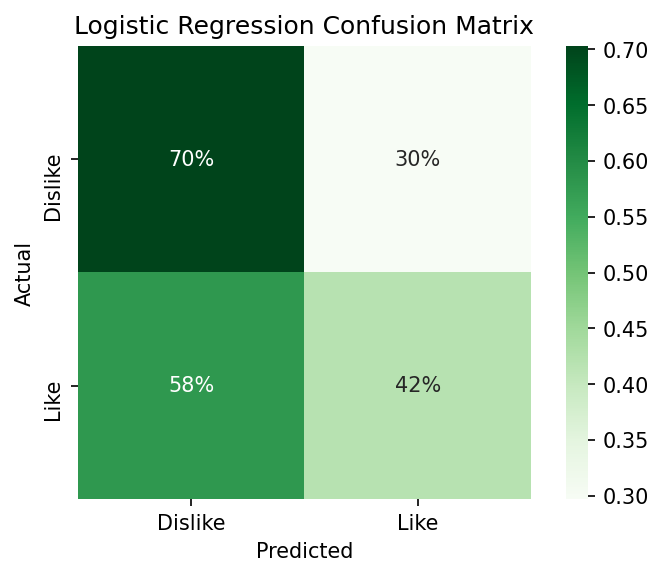 Logistic Regression Confusion Matrix
Actual
Dislike
Like
70%
30%
58%
42%
Dislike
Like
Predicted
0.70
0.65
0.60
0.55
0.50
0.45
0.40
0.35
0.30